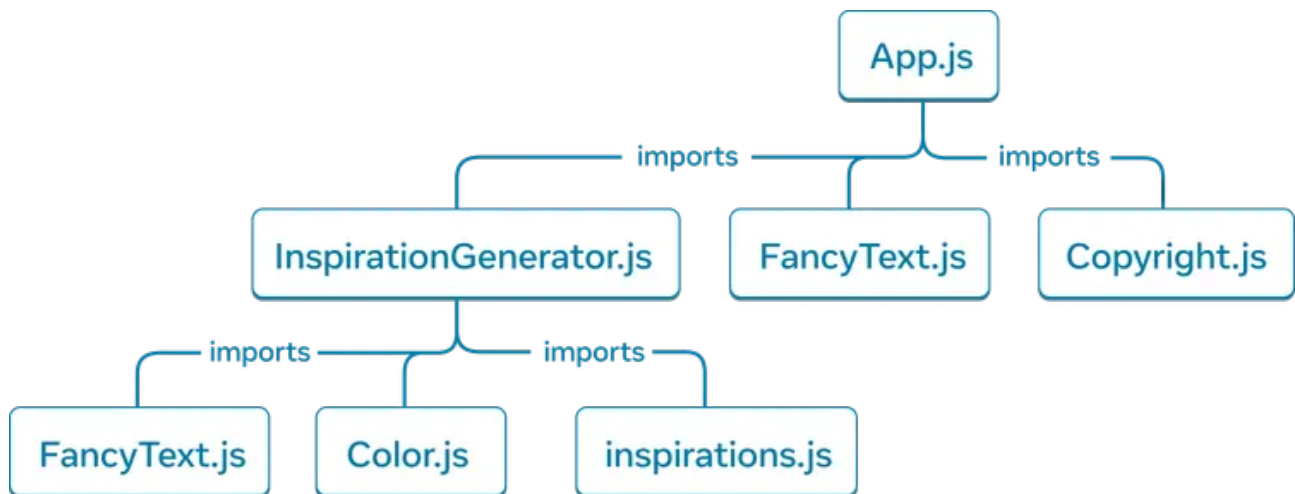 App.js
imports
imports
InspirationGenerator.js
FancyText.js
Copyright.js
imports
imports
FancyText.js
Color.js
inspirations.js